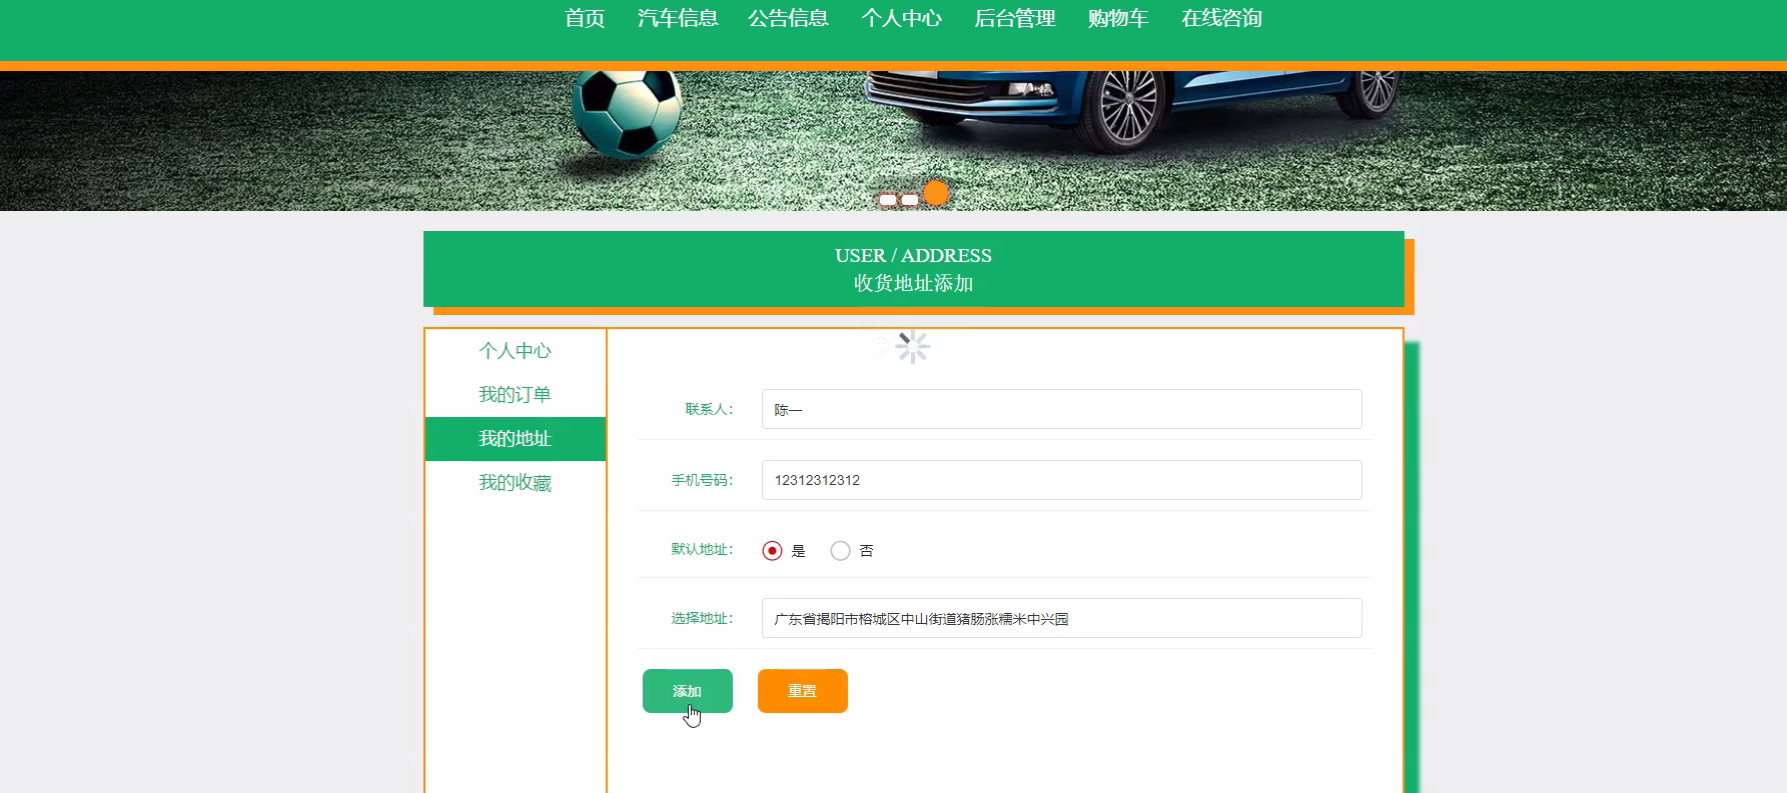 首页 汽车信息 公告信息 个人中心 后台管理 购物车 在线咨询
USER / ADDRESS
收货地址添加
个人中心
我的订单
我的地址
我的收藏
联系人： 陈一
手机号码： 12312312312
默认地址： 是 否
选择地址： 广东省揭阳市榕城区中山街道猪肠涨糯米中兴园
添加 重置